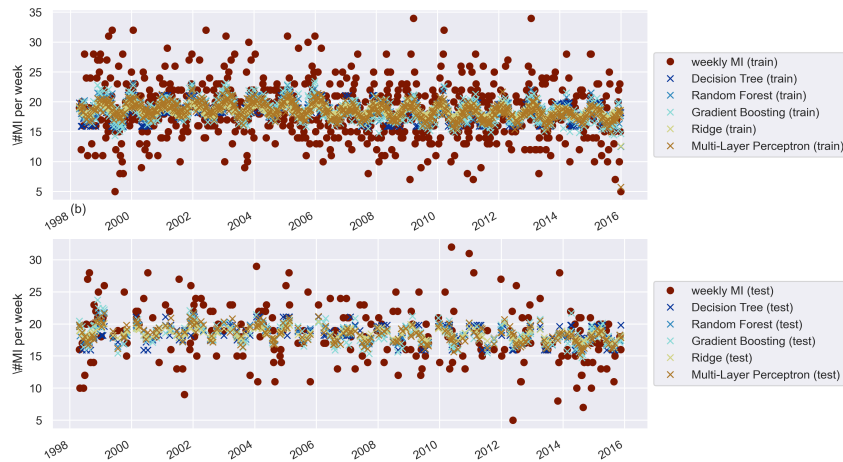 35
30
25
20
15
10
5
\#MI per week
1998
2000
2002
2004
2006
2008
2010
2012
2014
2016
weekly MI (train)
Decision Tree (train)
Random Forest (train)
Gradient Boosting (train)
Ridge (train)
Multi-Layer Perceptron (train)
(b)
30
25
20
15
10
5
\#MI per week
1998
2000
2002
2004
2006
2008
2010
2012
2014
2016
weekly MI (test)
Decision Tree (test)
Random Forest (test)
Gradient Boosting (test)
Ridge (test)
Multi-Layer Perceptron (test)